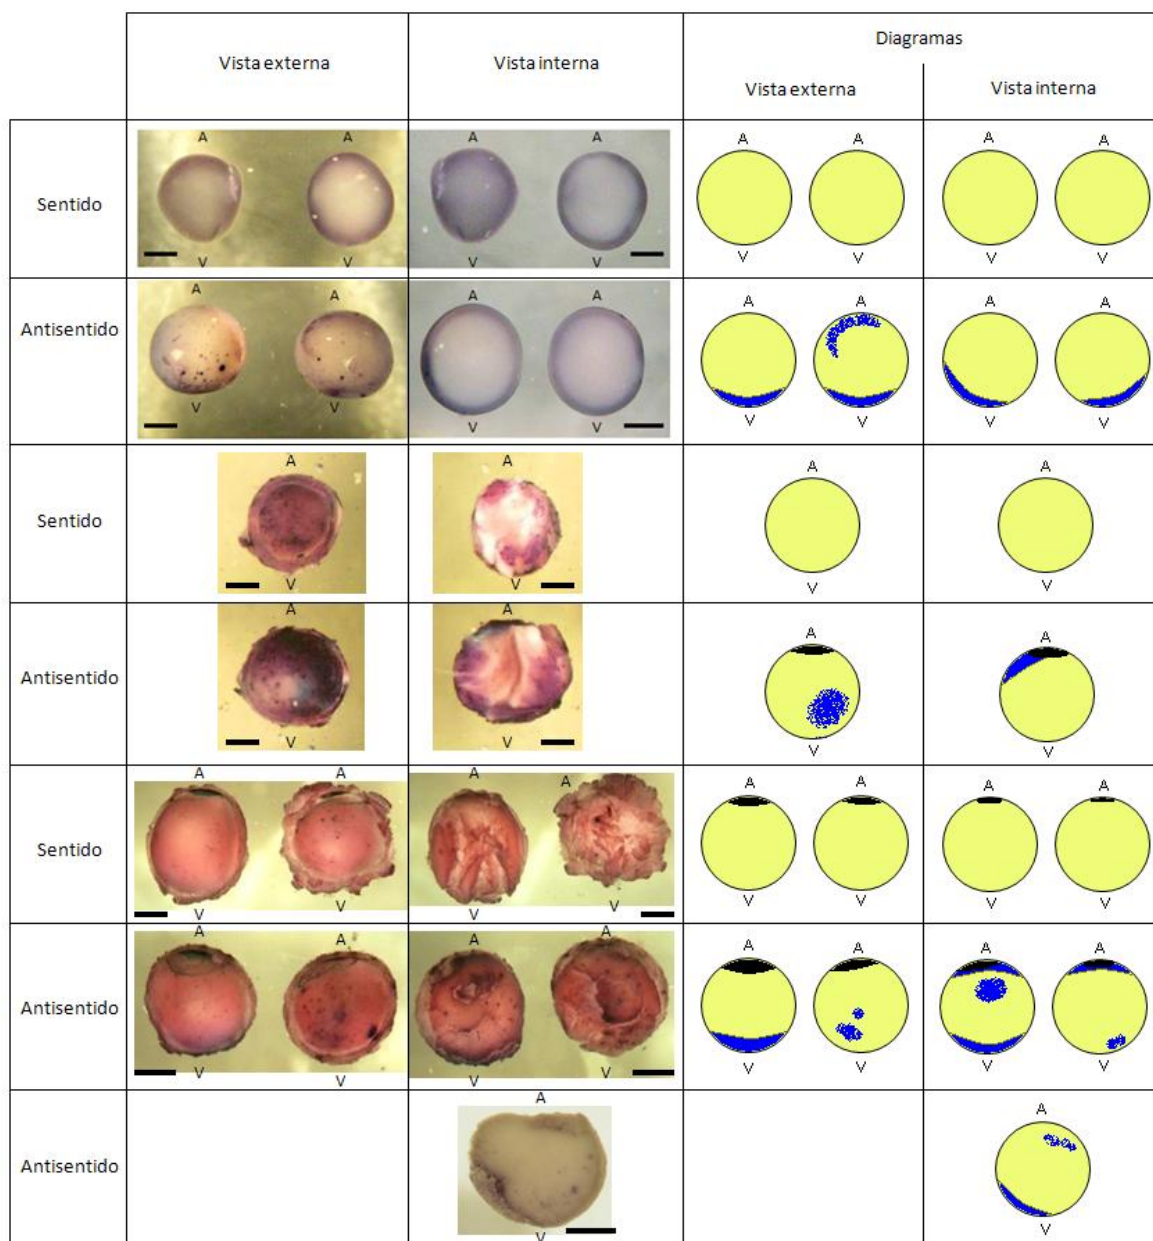 Vista externa Vista interna Diagramas
Vista externa Vista interna
A A A A A A A A
Sentido
V V V V V V V V
A A A A A A A A
Antisentido
V V V V V V V V
A A A A
Sentido
V V V V
A A A A
Antisentido
V V V V
A A A A A A A A
Sentido
V V V V V V V V
A A A A A A A A
Antisentido
V V V V V V V V
A A
Antisentido
V V